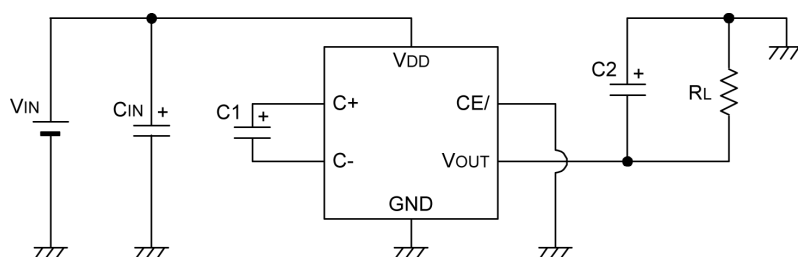 VDD
C2 +
VIN
CIN +
C1 +
C+
CE/
RL
C-
VOUT
GND